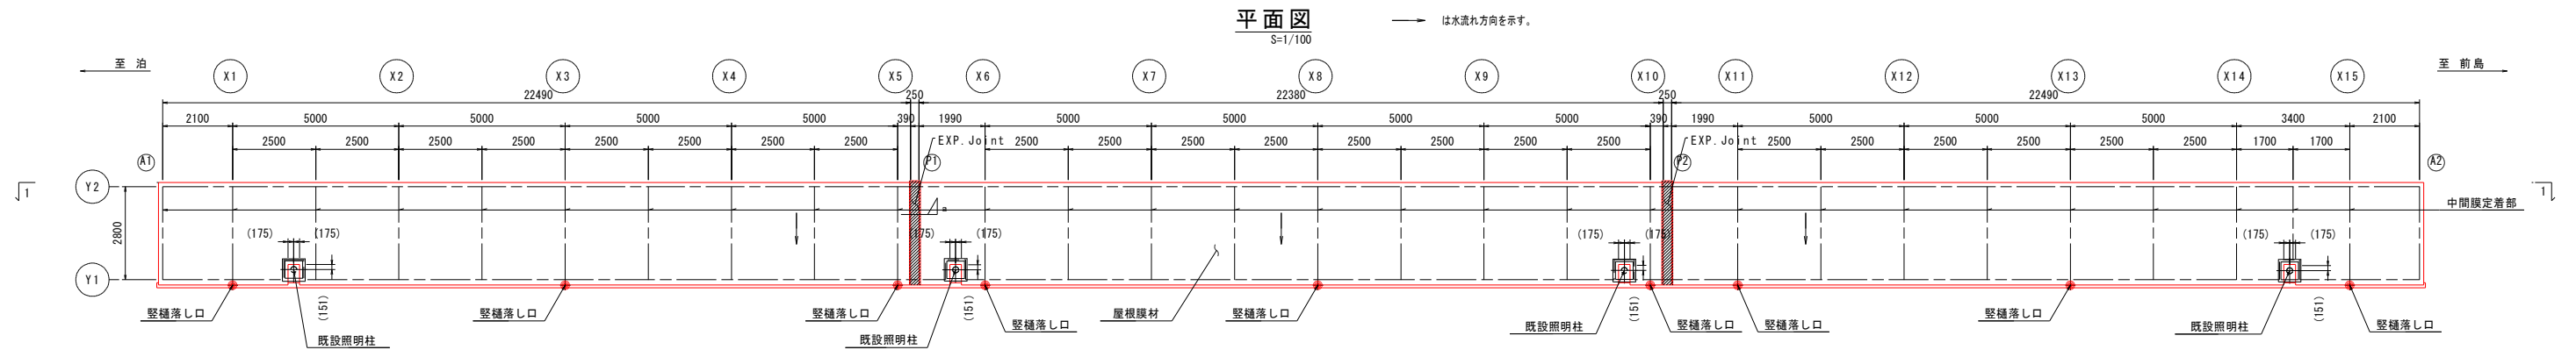 平面図
S=1/100
は水流れ方向を示す。
至 泊
至 前島
X1 X2 X3 X4 X5 X6 X7 X8 X9 X10 X11 X12 X13 X14 X15
22490 250 22380 250 22490
2100 5000 5000 5000 5000 390 1990 5000 5000 5000 5000 390 1990 5000 5000 5000 3400 2100
2500 2500 2500 2500 2500 2500 2500 2500 2500 2500 2500 2500 2500 2500 2500 2500 2500 2500 2500 2500 2500 2500 1700 1700
EXP.Joint EXP.Joint
A1 P1 P2 A2
1 Y2 1
a
中間膜定着部
2800
(175) (175) (175) (175) (175) (175) (175) (175)
Y1
(151) (151) (151) (151)
竪樋落し口 竪樋落し口 竪樋落し口 屋根膜材 竪樋落し口 竪樋落し口
竪樋落し口 竪樋落し口 竪樋落し口 竪樋落し口
既設照明柱 既設照明柱 既設照明柱 既設照明柱